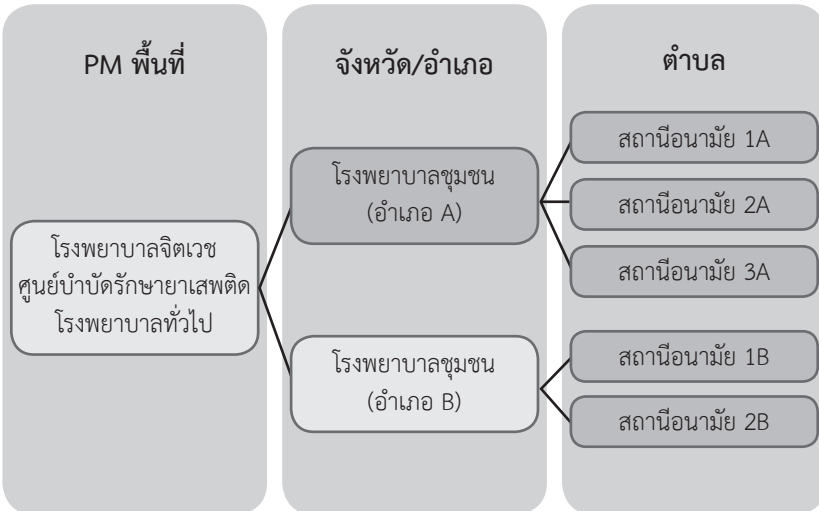 PM พื้นที่
จังหวัด/อำเภอ
ตำบล
โรงพยาบาลจิตเวช
ศูนย์บำบัดรักษายาเสพติด
โรงพยาบาลทั่วไป
โรงพยาบาลชุมชน
(อำเภอ A)
โรงพยาบาลชุมชน
(อำเภอ B)
สถานีอนามัย 1A
สถานีอนามัย 2A
สถานีอนามัย 3A
สถานีอนามัย 1B
สถานีอนามัย 2B